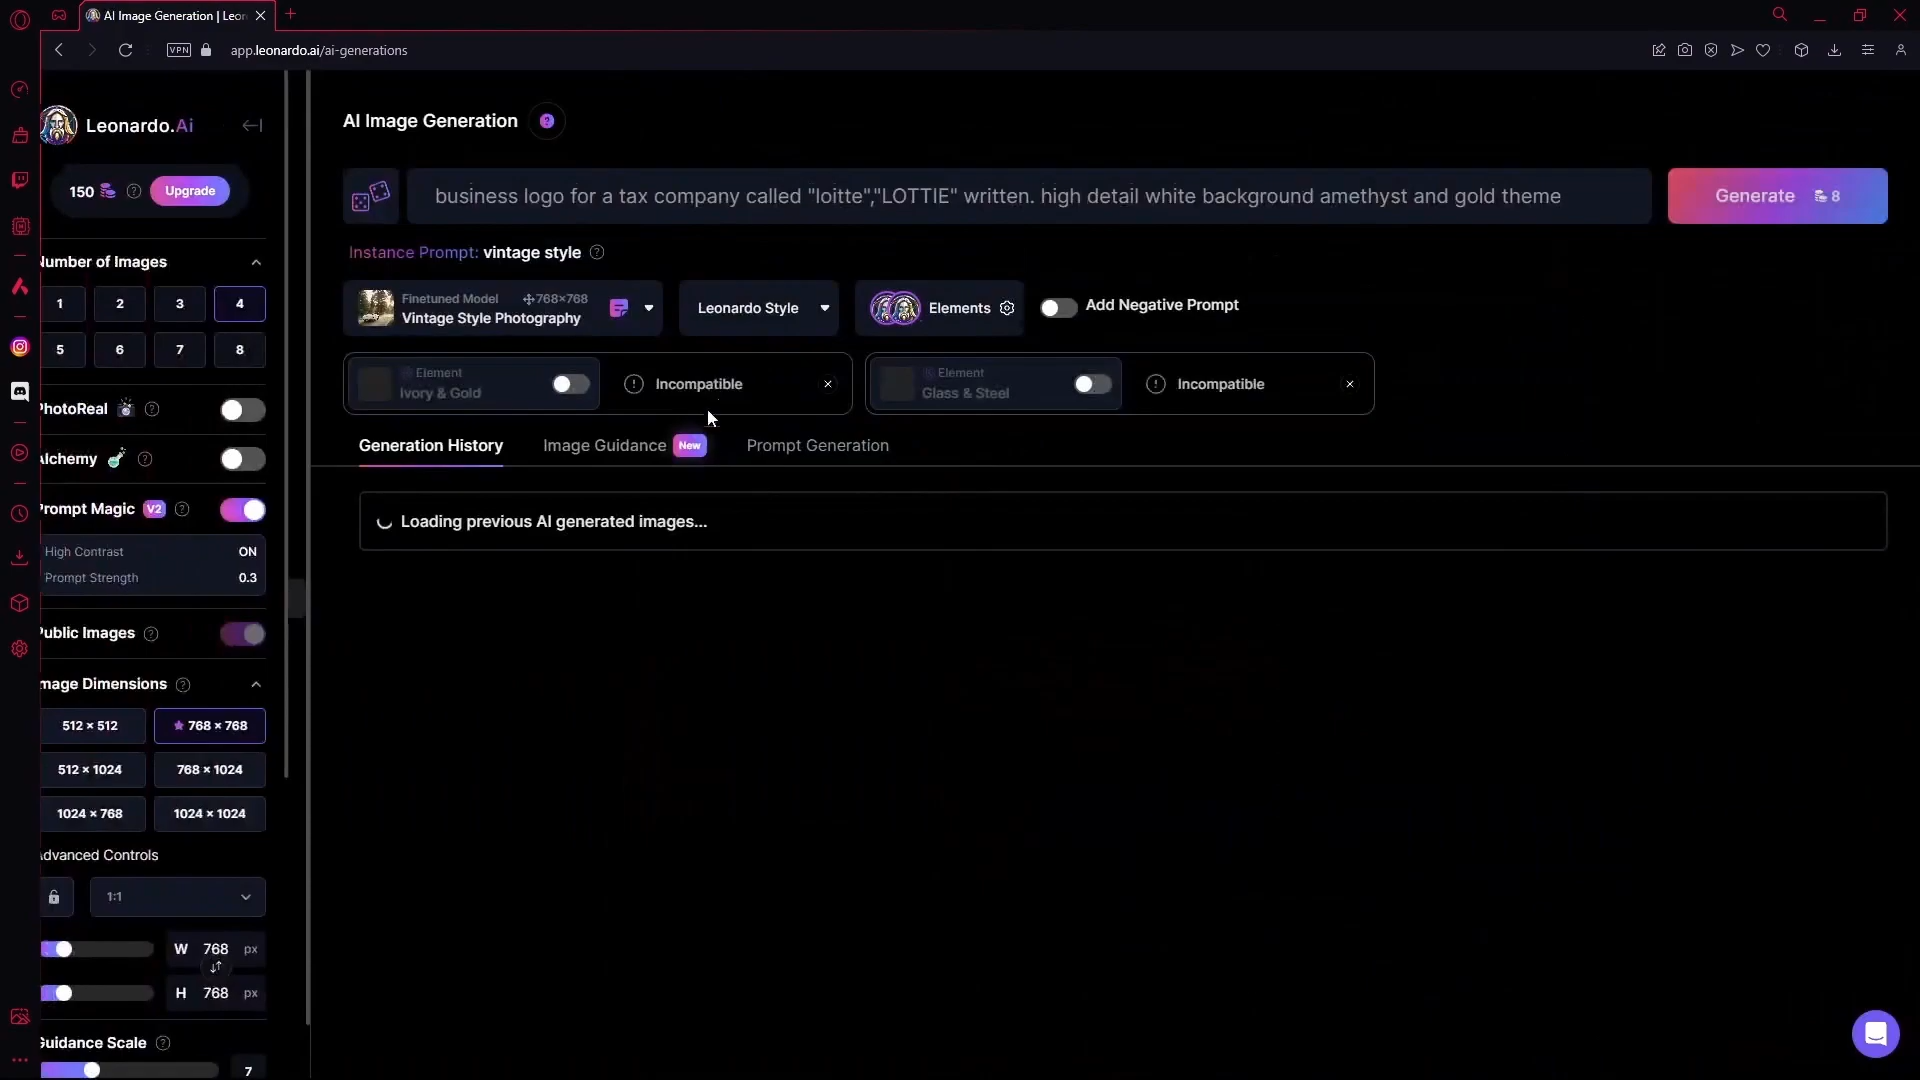 AI Image Generation | Leon
VPN
app.leonardo.ai/ai-generations
Leonardo.Ai
150
Upgrade
Number of Images
1 2 3 4
5 6 7 8
PhotoReal
Alchemy
Prompt Magic V2
High Contrast ON
Prompt Strength 0.3
Public Images
Image Dimensions
512 × 512 768 × 768
512 × 1024 768 × 1024
1024 × 768 1024 × 1024
Advanced Controls
1:1
W 768 px
H 768 px
Guidance Scale
7
AI Image Generation ?
business logo for a tax company called "loitte","LOTTIE" written. high detail white background amethyst and gold theme
Generate 8
Instance Prompt: vintage style
Finetuned Model 768×768
Vintage Style Photography
Leonardo Style
Elements
Add Negative Prompt
Element
Ivory & Gold
Incompatible
Element
Glass & Steel
Incompatible
Generation History
Image Guidance New
Prompt Generation
Loading previous AI generated images...